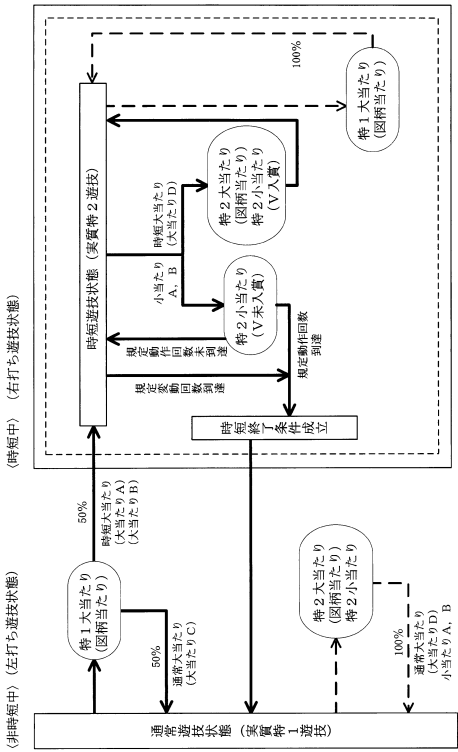 〈非時短中〉（左打ち遊技状態）
〈時短中〉（右打ち遊技状態）
通常遊技状態（実質特１遊技）
特１大当たり
（図柄当たり）
50%
時短大当たり
（大当たりＡ）
（大当たりＢ）
50%
通常大当たり
（大当たりＣ）
特２大当たり
（図柄当たり）
特２小当たり
100%
通常大当たり
（大当たりＤ）
小当たりＡ，Ｂ
時短遊技状態（実質特２遊技）
規定変動回数
到達
規定動作回数未到達
小当たり
Ａ，Ｂ
時短大当たり
（大当たりＤ）
特２小当たり
（Ｖ未入賞）
特２大当たり
（図柄当たり）
特２小当たり
（Ｖ入賞）
規定動作回数
到達
時短終了条件成立
特１大当たり
（図柄当たり）
100%